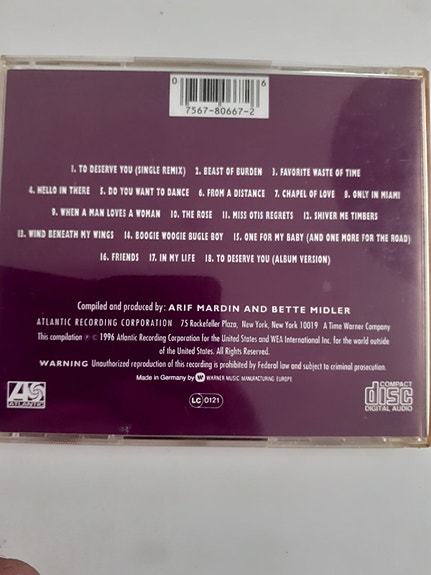 0 6
7567-80667-2
1. TO DESERVE YOU (SINGLE REMIX) 2. BEAST OF BURDEN 3. FAVORITE WASTE OF TIME
4. HELLO IN THERE 5. DO YOU WANT TO DANCE 6. FROM A DISTANCE 7. CHAPEL OF LOVE 8. ONLY IN MIAMI
9. WHEN A MAN LOVES A WOMAN 10. THE ROSE 11. MISS OTIS REGRETS 12. SHIVER ME TIMBERS
13. WIND BENEATH MY WINGS 14. BOOGIE WOOGIE BUGLE BOY 15. ONE FOR MY BABY (AND ONE MORE FOR THE ROAD)
16. FRIENDS 17. IN MY LIFE 18. TO DESERVE YOU (ALBUM VERSION)
Compiled and produced by: ARIF MARDIN AND BETTE MIDLER
ATLANTIC RECORDING CORPORATION 75 Rockefeller Plaza, New York, New York 10019 A Time Warner Company
This compilation ℗ © 1996 Atlantic Recording Corporation for the United States and WEA International Inc. for the world outside
of the United States. All Rights Reserved.
WARNING Unauthorized reproduction of this recording is prohibited by Federal law and subject to criminal prosecution.
Made in Germany by WARNER MUSIC MANUFACTURING EUROPE
ATLANTIC
LC 0121
COMPACT
disc
DIGITAL AUDIO